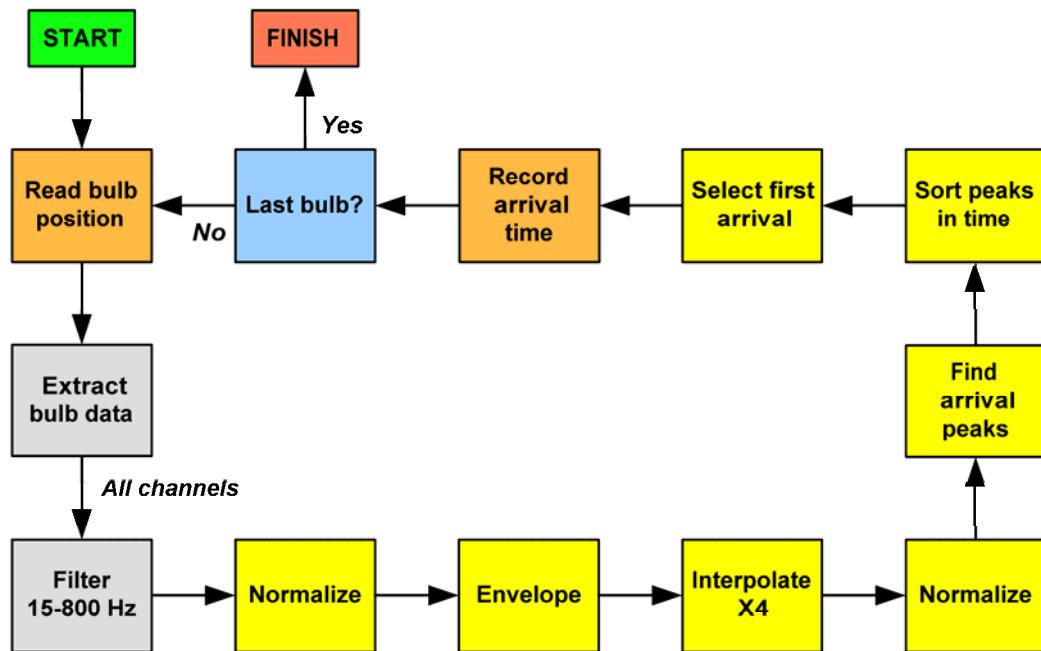 START
FINISH
Yes
Read bulb
position
No
Last bulb?
Record
arrival
time
Select first
arrival
Sort peaks
in time
Extract
bulb data
Find
arrival
peaks
All channels
Filter
15-800 Hz
Normalize
Envelope
Interpolate
X4
Normalize